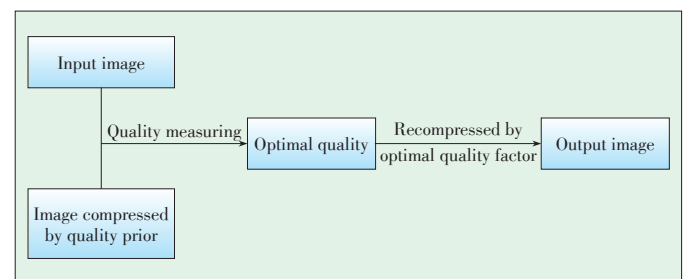 Input image
Quality measuring
Optimal quality
Recompressed by
optimal quality factor
Output image
Image compressed
by quality prior